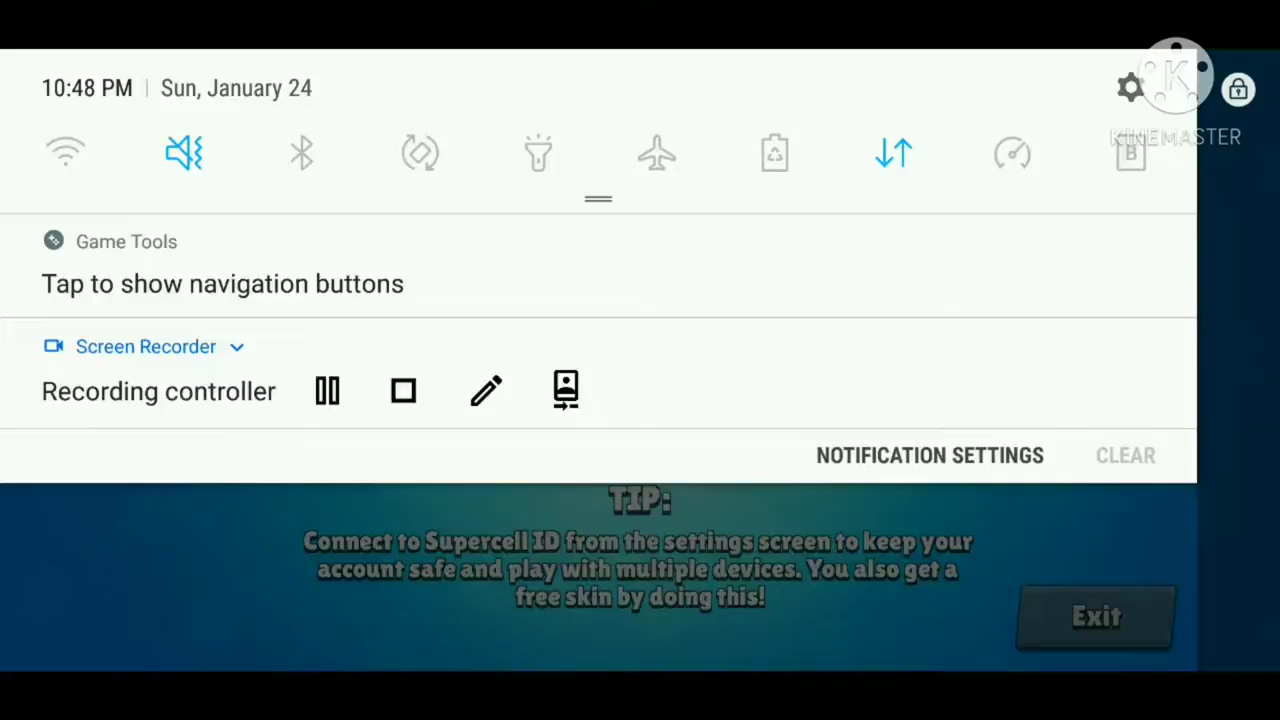 10:48 PM | Sun, January 24
K
KINEMASTER
B
Game Tools
Tap to show navigation buttons
Screen Recorder
Recording controller
NOTIFICATION SETTINGS CLEAR
TIP:
Connect to Supercell ID from the settings screen to keep your
account safe and play with multiple devices. You also get a
free skin by doing this!
Exit